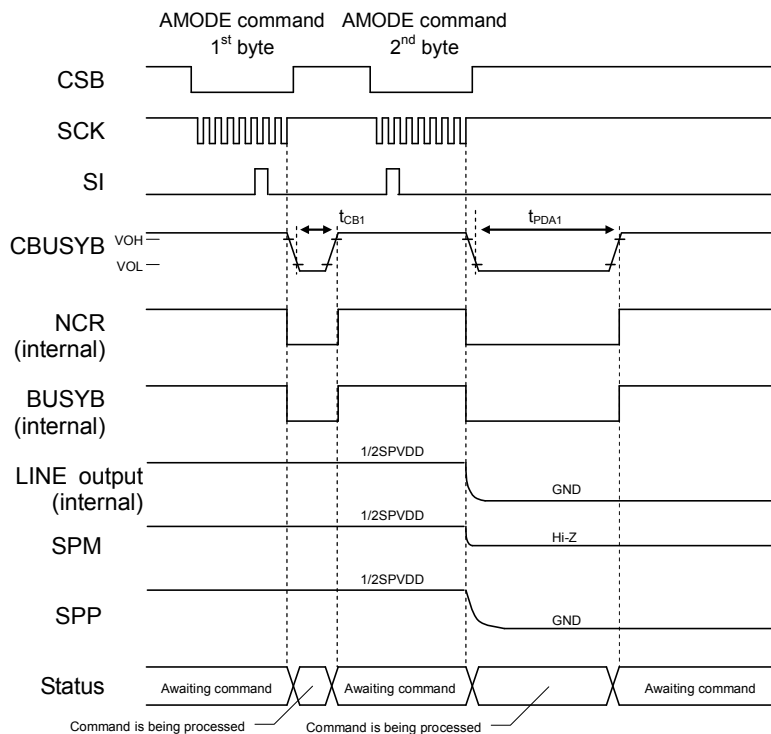 AMODE command
1st byte
AMODE command
2nd byte
CSB
SCK
SI
tCB1
tPDA1
CBUSYB
VOH
VOL
NCR
(internal)
BUSYB
(internal)
1/2SPVDD
LINE output
(internal)
GND
1/2SPVDD
SPM
Hi-Z
1/2SPVDD
SPP
GND
Status
Awaiting command
Awaiting command
Awaiting command
Command is being processed
Command is being processed